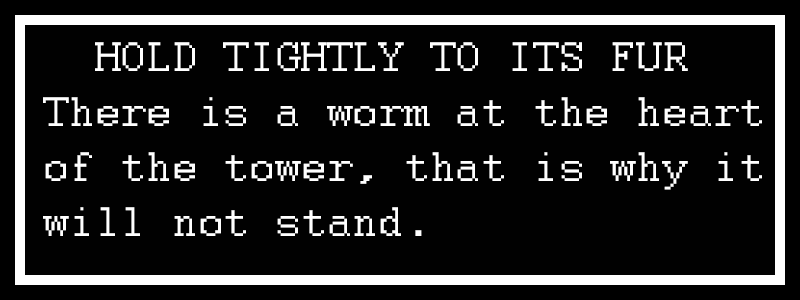 HOLD TIGHTLY TO ITS FUR
There is a worm at the heart
of the tower, that is why it
will not stand.